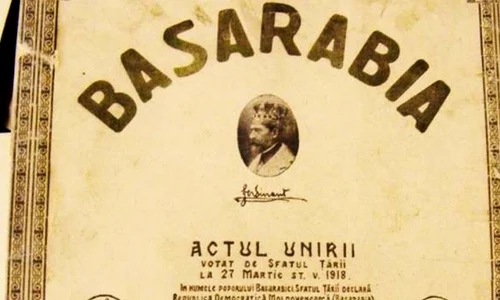 BASARABIA
Ferdinand
ACTUL UNIRII
VOTAT DE SFATUL ȚĂRII
LA 27 MARTIE ST. V. 1918.
ÎN NUMELE POPORULUI BASARABIEI SFATUL ȚĂRII DECLARĂ
REPUBLICA DEMOCRATICĂ MOLDOVENEASCĂ (BASARABIA)